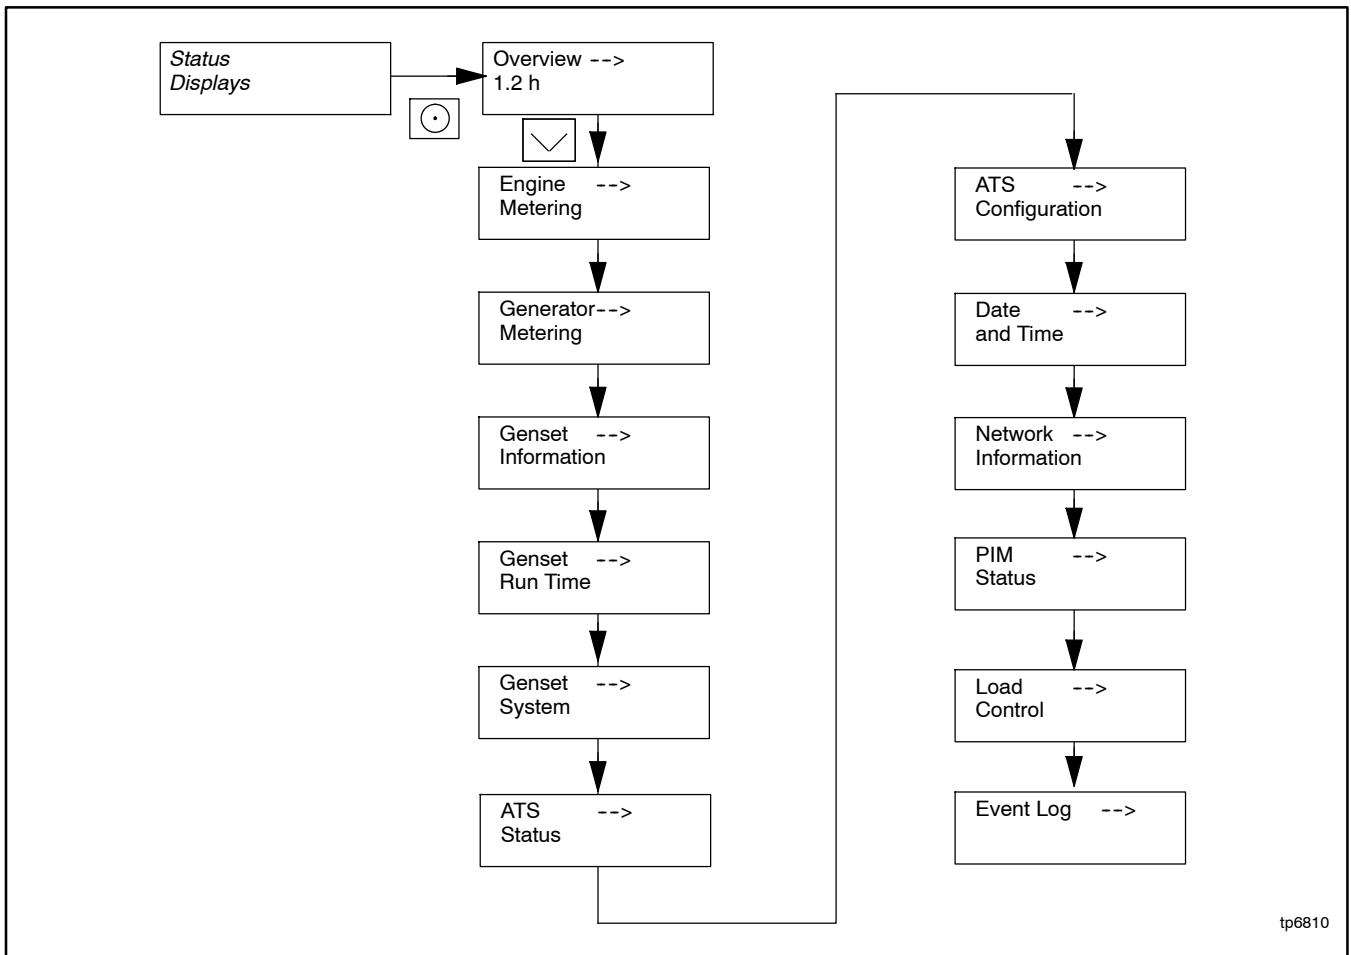 Status
Displays
Overview -->
1.2 h
Engine -->
Metering
Generator-->
Metering
Genset -->
Information
Genset -->
Run Time
Genset -->
System
ATS -->
Status
ATS -->
Configuration
Date -->
and Time
Network -->
Information
PIM -->
Status
Load -->
Control
Event Log -->
tp6810